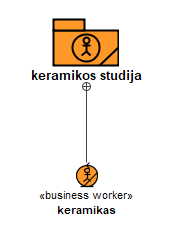 keramikos studija
«business worker»
keramikas